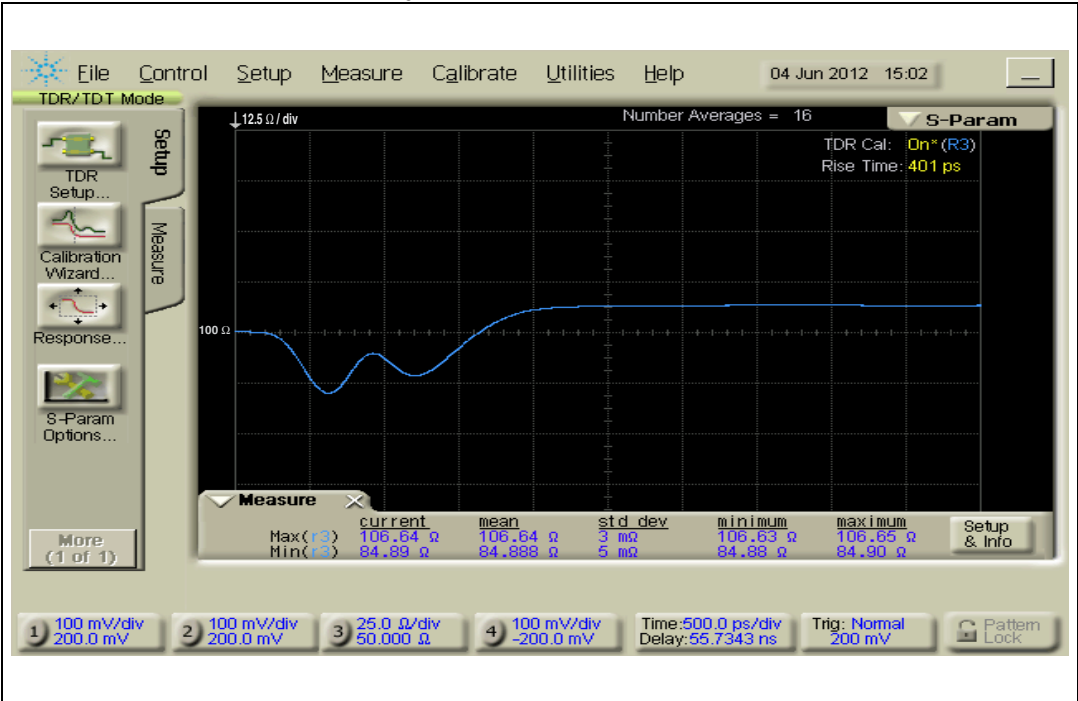 File Control Setup Measure Calibrate Utilities Help 04 Jun 2012 15:02
TDR/TDT Mode
12.5 Ω / div
Number Averages = 16
S-Param
TDR Cal: On*(R3)
Rise Time: 401 ps
Setup
Measure
TDR
Setup...
Calibration
Wizard...
Response...
S-Param
Options...
More
(1 of 1)
100 Ω
Measure
current mean std dev minimum maximum
Max(r3) 106.64 Ω 106.64 Ω 3 mΩ 106.63 Ω 106.65 Ω
Min(r3) 84.89 Ω 84.888 Ω 5 mΩ 84.88 Ω 84.90 Ω
Setup
& Info
1 100 mV/div
200.0 mV
2 100 mV/div
200.0 mV
3 25.0 Ω/div
50.000 Ω
4 100 mV/div
-200.0 mV
Time:500.0 ps/div
Delay:55.7343 ns
Trig: Normal
200 mV
Pattern
Lock